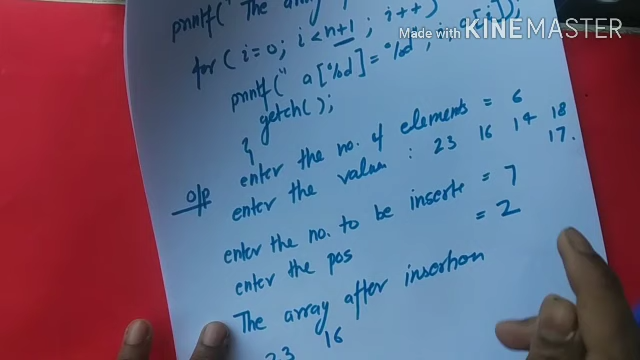 printf(" The array
for( i=0; i<n+1; i++)
printf(" a[%d]=%d", i, a[i]);
getch();
}
O/P enter the no. of elements = 6
enter the values : 23 16 14 18
17.
enter the no. to be inserte = 7
enter the pos = 2
The array after insertion
23 16
Made with KINEMASTER